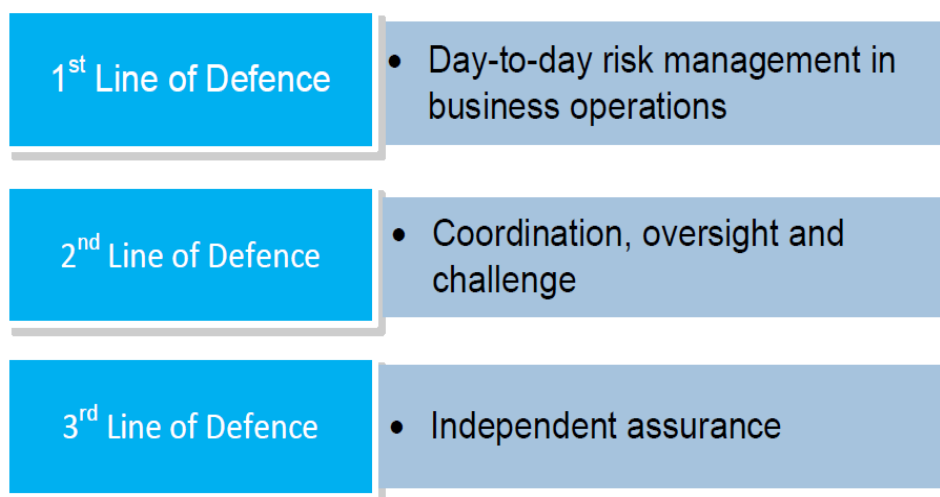 1st Line of Defence
• Day-to-day risk management in
business operations
2nd Line of Defence
• Coordination, oversight and
challenge
3rd Line of Defence
• Independent assurance